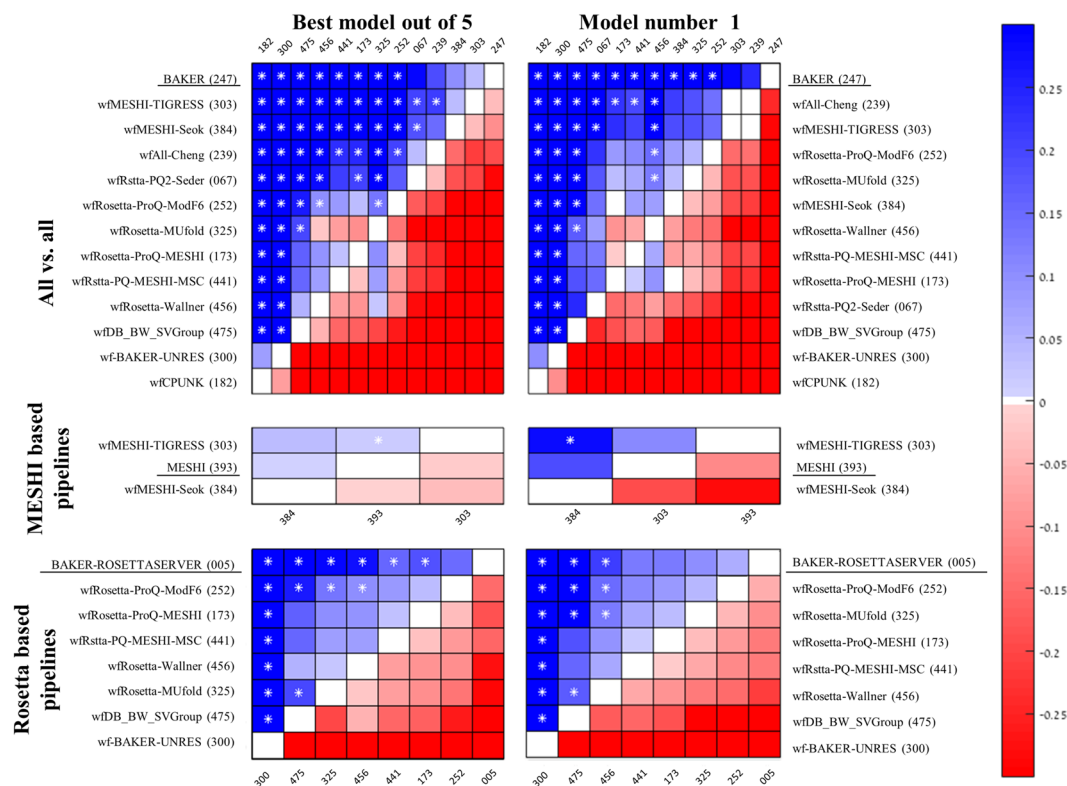 Best model out of 5
Model number 1
182 300 475 456 441 173 325 252 067 239 384 303 247
182 300 475 067 173 441 456 384 325 252 303 239 247
All vs. all
BAKER (247)
wfMESHI-TIGRESS (303)
wfMESHI-Seok (384)
wfAll-Cheng (239)
wfRstta-PQ2-Seder (067)
wfRosetta-ProQ-ModF6 (252)
wfRosetta-MUfold (325)
wfRosetta-ProQ-MESHI (173)
wfRstta-PQ-MESHI-MSC (441)
wfRosetta-Wallner (456)
wfDB_BW_SVGroup (475)
wf-BAKER-UNRES (300)
wfCPUNK (182)
BAKER (247)
wfAll-Cheng (239)
wfMESHI-TIGRESS (303)
wfRosetta-ProQ-ModF6 (252)
wfRosetta-MUfold (325)
wfMESHI-Seok (384)
wfRosetta-Wallner (456)
wfRstta-PQ-MESHI-MSC (441)
wfRosetta-ProQ-MESHI (173)
wfRstta-PQ2-Seder (067)
wfDB_BW_SVGroup (475)
wf-BAKER-UNRES (300)
wfCPUNK (182)
MESHI based
pipelines
wfMESHI-TIGRESS (303)
MESHI (393)
wfMESHI-Seok (384)
384 393 303
wfMESHI-TIGRESS (303)
MESHI (393)
wfMESHI-Seok (384)
384 303 393
Rosetta based
pipelines
BAKER-ROSETTASERVER (005)
wfRosetta-ProQ-ModF6 (252)
wfRosetta-ProQ-MESHI (173)
wfRstta-PQ-MESHI-MSC (441)
wfRosetta-Wallner (456)
wfRosetta-MUfold (325)
wfDB_BW_SVGroup (475)
wf-BAKER-UNRES (300)
300 475 325 456 441 173 252 005
BAKER-ROSETTASERVER (005)
wfRosetta-ProQ-ModF6 (252)
wfRosetta-MUfold (325)
wfRosetta-ProQ-MESHI (173)
wfRstta-PQ-MESHI-MSC (441)
wfRosetta-Wallner (456)
wfDB_BW_SVGroup (475)
wf-BAKER-UNRES (300)
300 475 456 441 173 325 252 005
0.25
0.2
0.15
0.1
0.05
0
-0.05
-0.1
-0.15
-0.2
-0.25